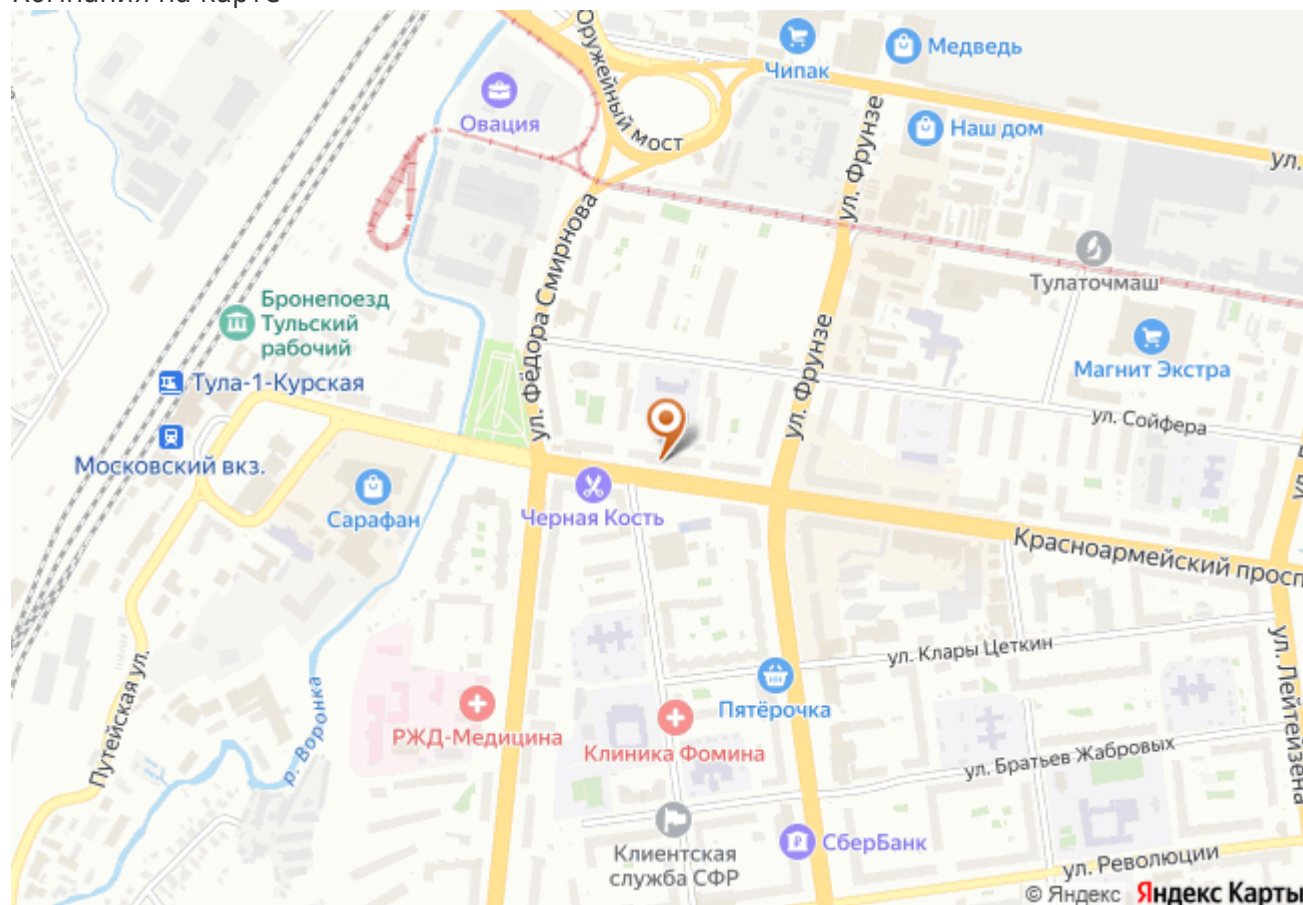 Компания на карте
Оружейный мост
Чипак
Медведь
Овация
Наш дом
ул. Фрунзе
ул.
ул. Фёдора Смирнова
Тулаточмаш
Бронепоезд
Тульский
рабочий
ул. Фрунзе
Магнит Экстра
Тула-1-Курская
ул. Сойфера
Московский вкз.
Сарафан
Черная Кость
Красноармейский просп
ул. Клары Цеткин
ул. Лейтейзена
Путейская ул.
р. Воронка
РЖД-Медицина
Клиника Фомина
Пятёрочка
ул. Братьев Жабровых
Клиентская
служба СФР
СберБанк
ул. Революции
© Яндекс Яндекс Карты